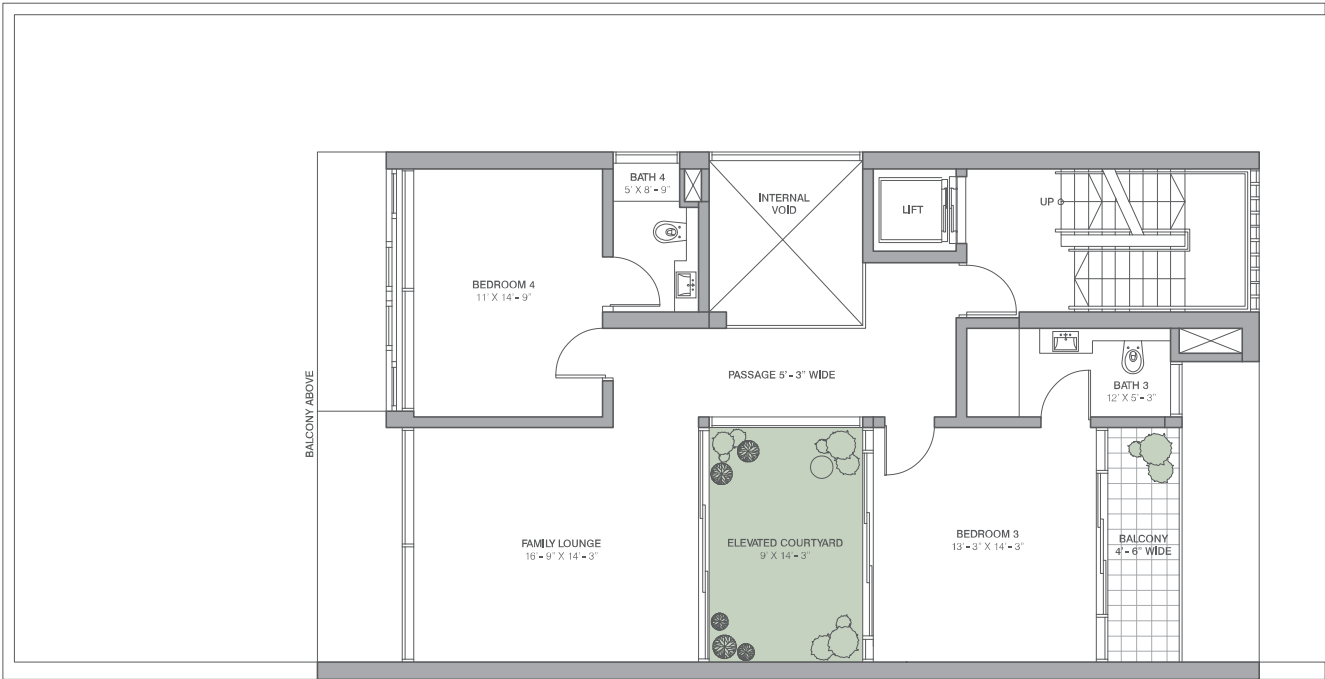 BATH 4
5' X 8' - 9"
INTERNAL
VOID
LIFT
UP
BEDROOM 4
11' X 14' - 9"
PASSAGE 5' - 3" WIDE
BATH 3
12' X 5' - 3"
BALCONY ABOVE
FAMILY LOUNGE
16' - 9" X 14' - 3"
ELEVATED COURTYARD
9' X 14' - 3"
BEDROOM 3
13' - 3" X 14' - 3"
BALCONY
4' - 6" WIDE